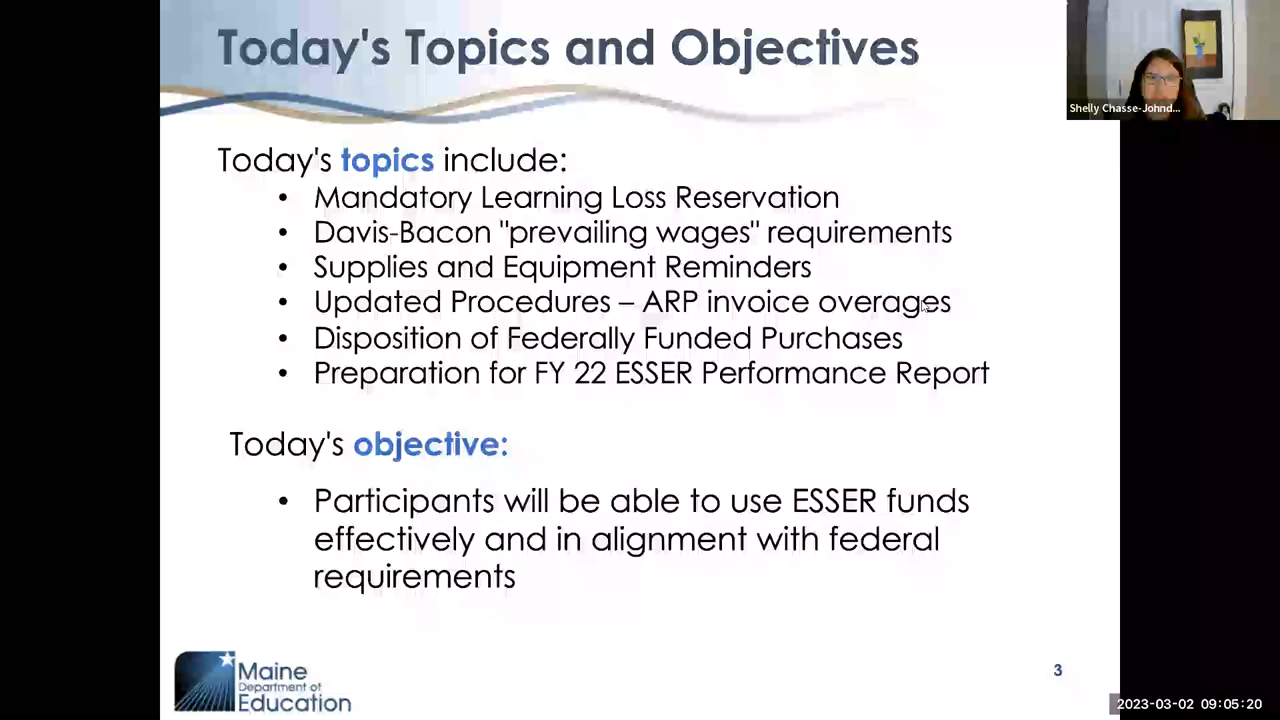 Today's Topics and Objectives
Shelly Chasse-Johnd...
Today's topics include:
• Mandatory Learning Loss Reservation
• Davis-Bacon "prevailing wages" requirements
• Supplies and Equipment Reminders
• Updated Procedures – ARP invoice overages
• Disposition of Federally Funded Purchases
• Preparation for FY 22 ESSER Performance Report
Today's objective:
• Participants will be able to use ESSER funds
effectively and in alignment with federal
requirements
Maine
Department of
Education
3
2023-03-02 09:05:20